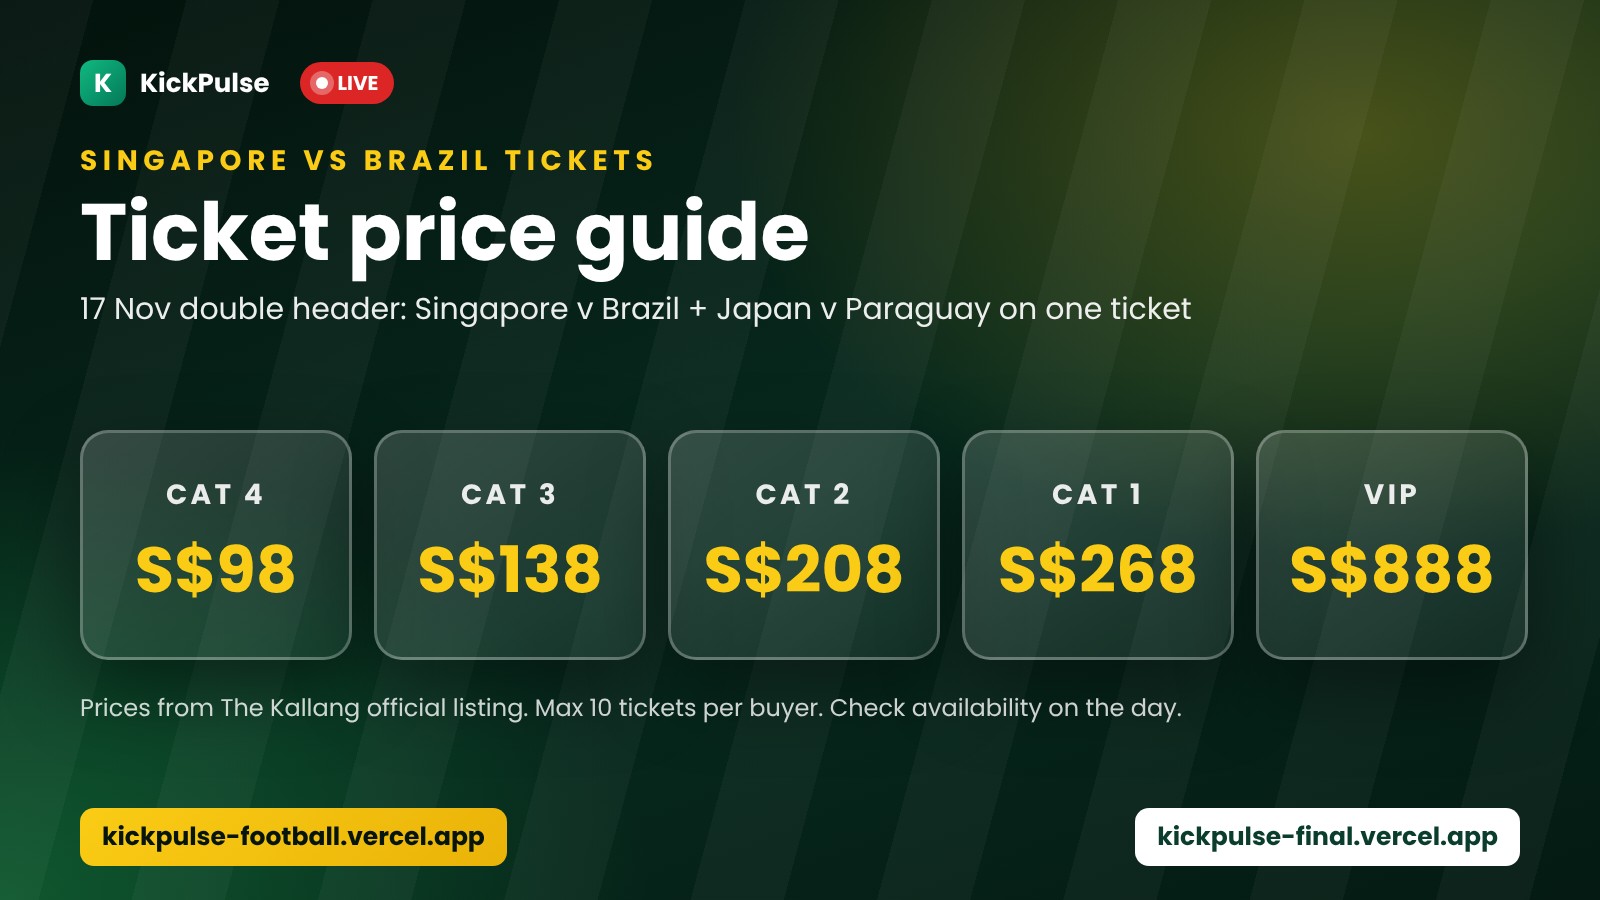 K KickPulse LIVE
SINGAPORE VS BRAZIL TICKETS
Ticket price guide
17 Nov double header: Singapore v Brazil + Japan v Paraguay on one ticket
CAT 4
S$98
CAT 3
S$138
CAT 2
S$208
CAT 1
S$268
VIP
S$888
Prices from The Kallang official listing. Max 10 tickets per buyer. Check availability on the day.
kickpulse-football.vercel.app
kickpulse-final.vercel.app